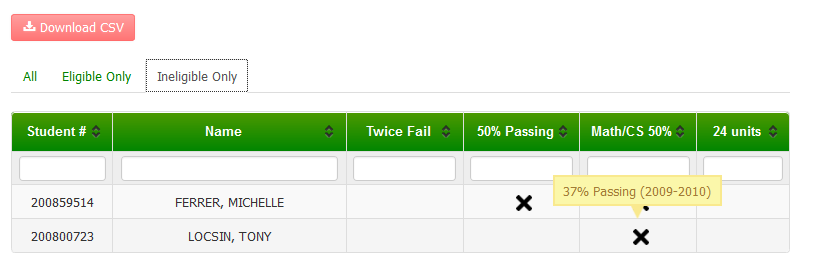 Download CSV
All Eligible Only Ineligible Only
Student # Name Twice Fail 50% Passing Math/CS 50% 24 units
37% Passing (2009-2010)
200859514 FERRER, MICHELLE
200800723 LOCSIN, TONY